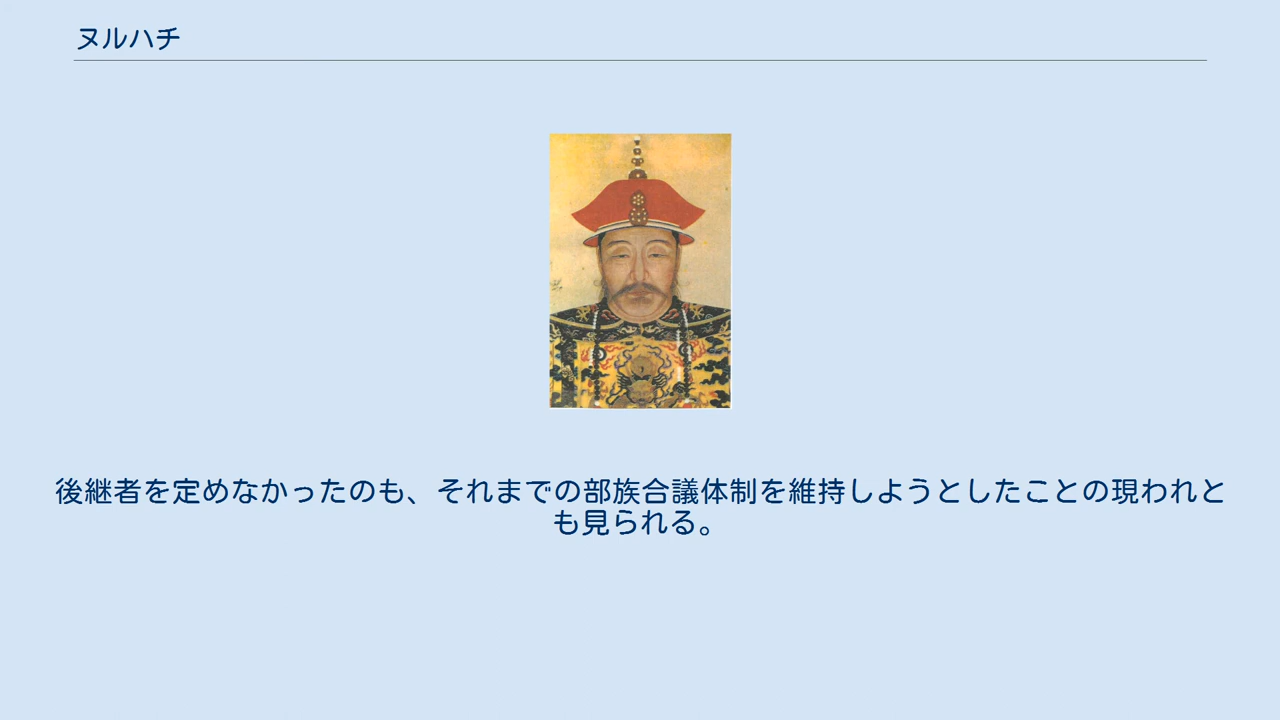 ヌルハチ
後継者を定めなかったのも、それまでの部族合議体制を維持しようとしたことの現われと
も見られる。